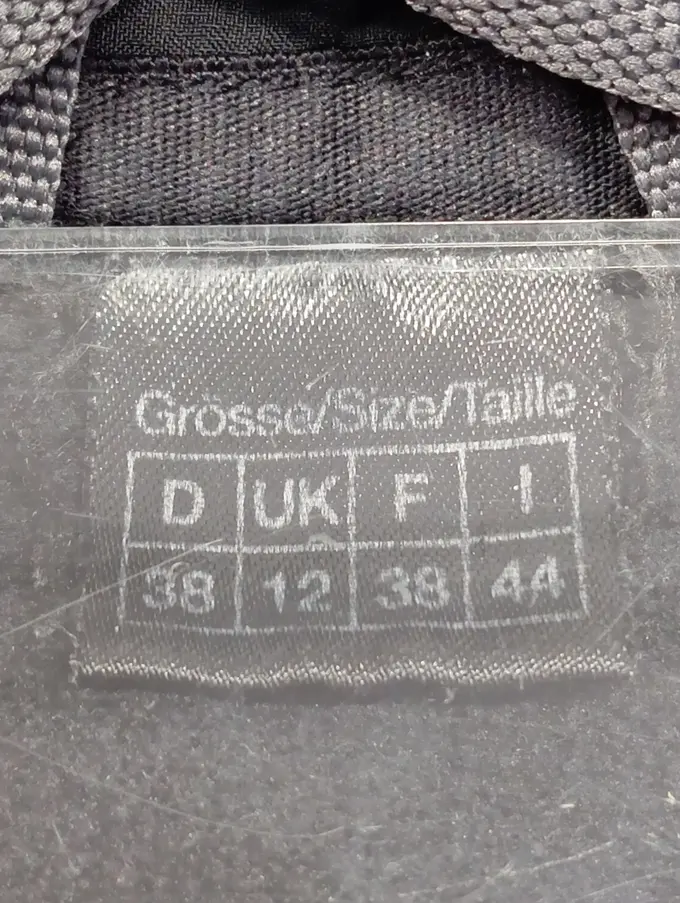 Grösse/Size/Taille
D UK F I
38 12 38 44